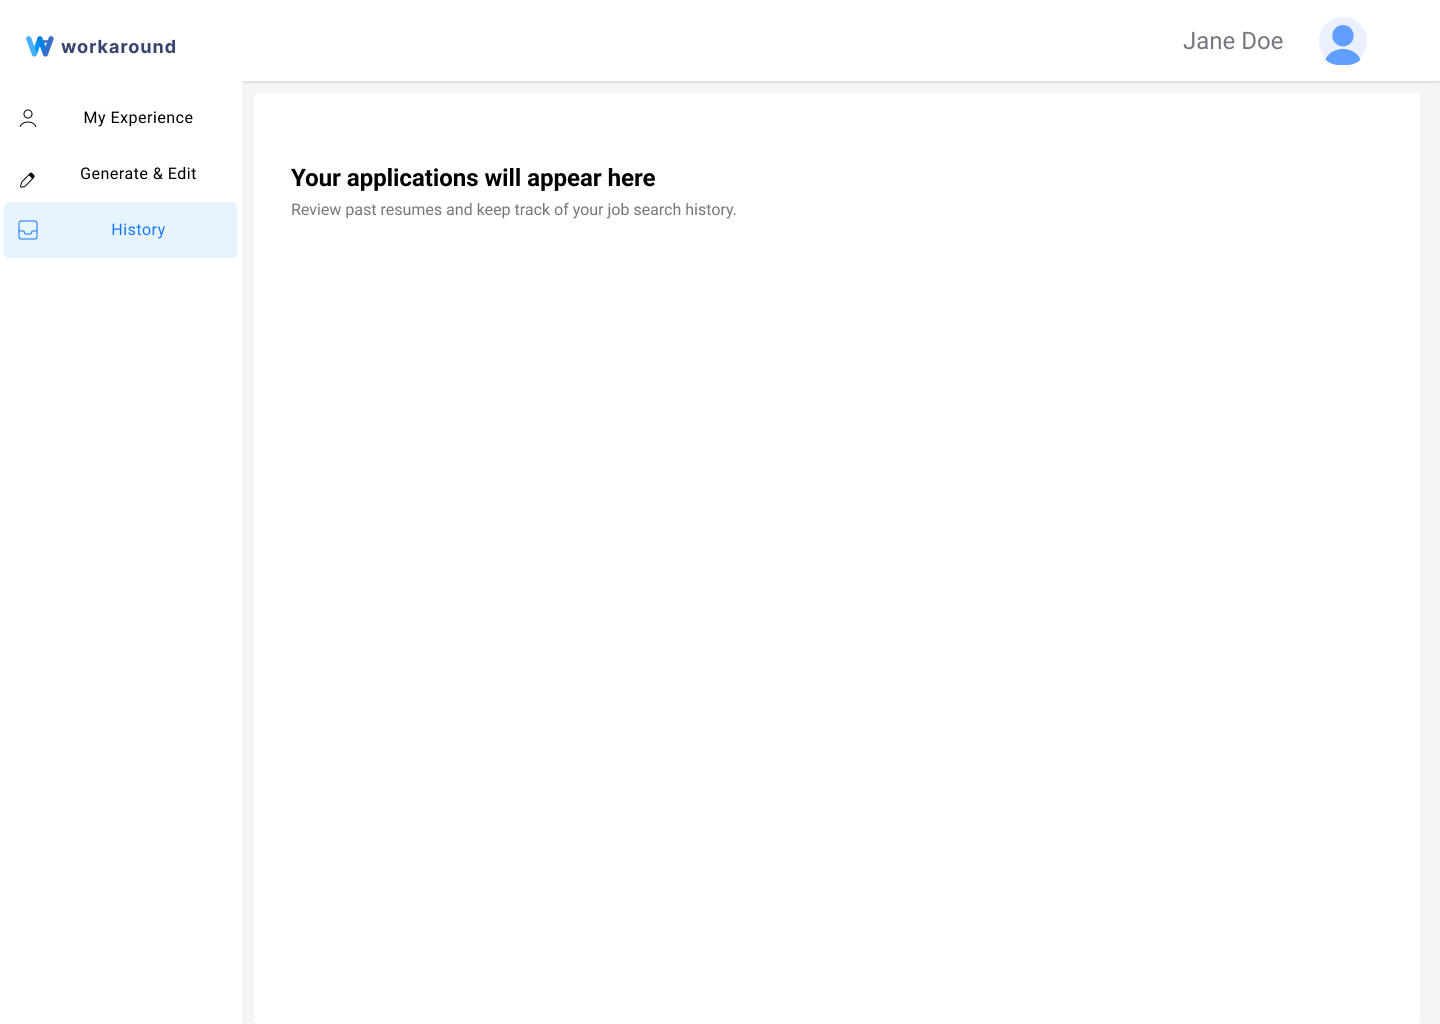 workaround
Jane Doe
My Experience
Generate & Edit
History
Your applications will appear here
Review past resumes and keep track of your job search history.